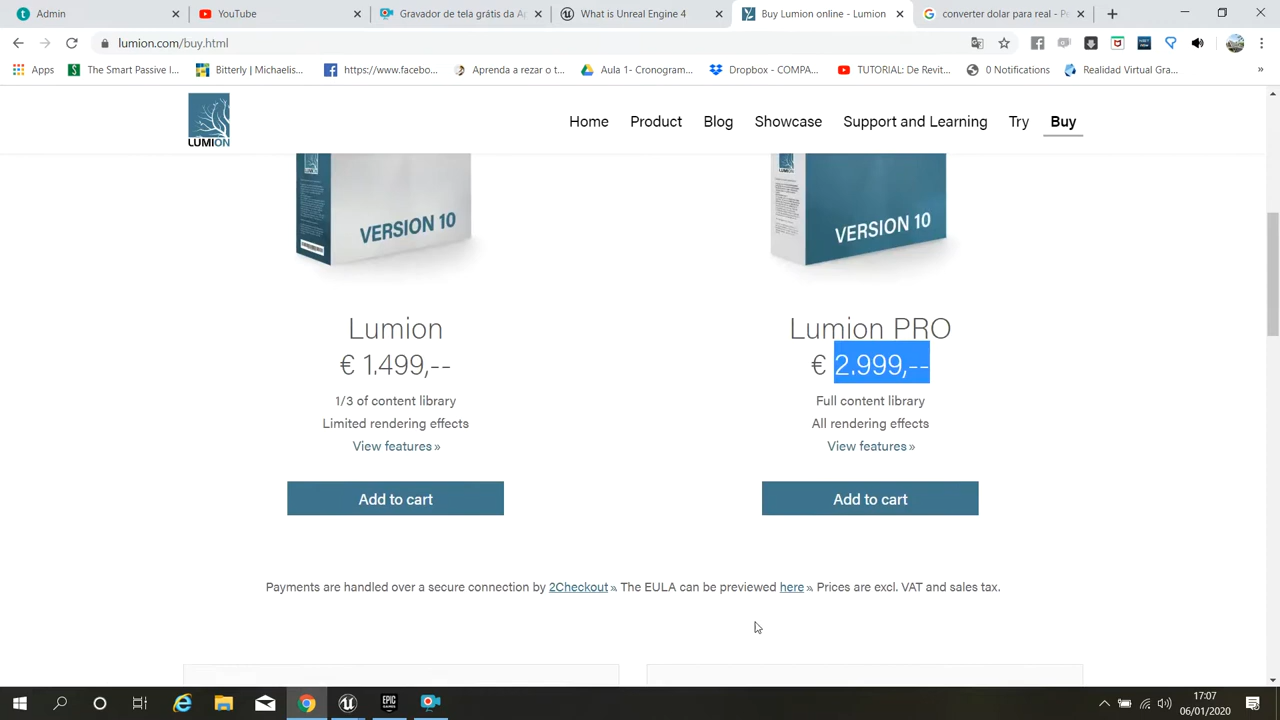 Admin
YouTube
Gravador de tela grátis da Ap
What is Unreal Engine 4
Buy Lumion online - Lumion
converter dolar para real - Pe
lumion.com/buy.html
Apps
The Smart Passive I...
Bitterly | Michaelis...
https://www.facebo...
Aprenda a rezar o t...
Aula 1- Cronogram...
Dropbox - COMPA...
TUTORIAL: De Revit...
0 Notifications
Realidad Virtual Gra...
»
LUMION
Home
Product
Blog
Showcase
Support and Learning
Try
Buy
VERSION 10
VERSION 10
Lumion
€ 1.499,--
1/3 of content library
Limited rendering effects
View features »
Add to cart
Lumion PRO
€ 2.999,--
Full content library
All rendering effects
View features »
Add to cart
Payments are handled over a secure connection by 2Checkout ». The EULA can be previewed here ». Prices are excl. VAT and sales tax.
EPIC
GAMES
17:07
06/01/2020